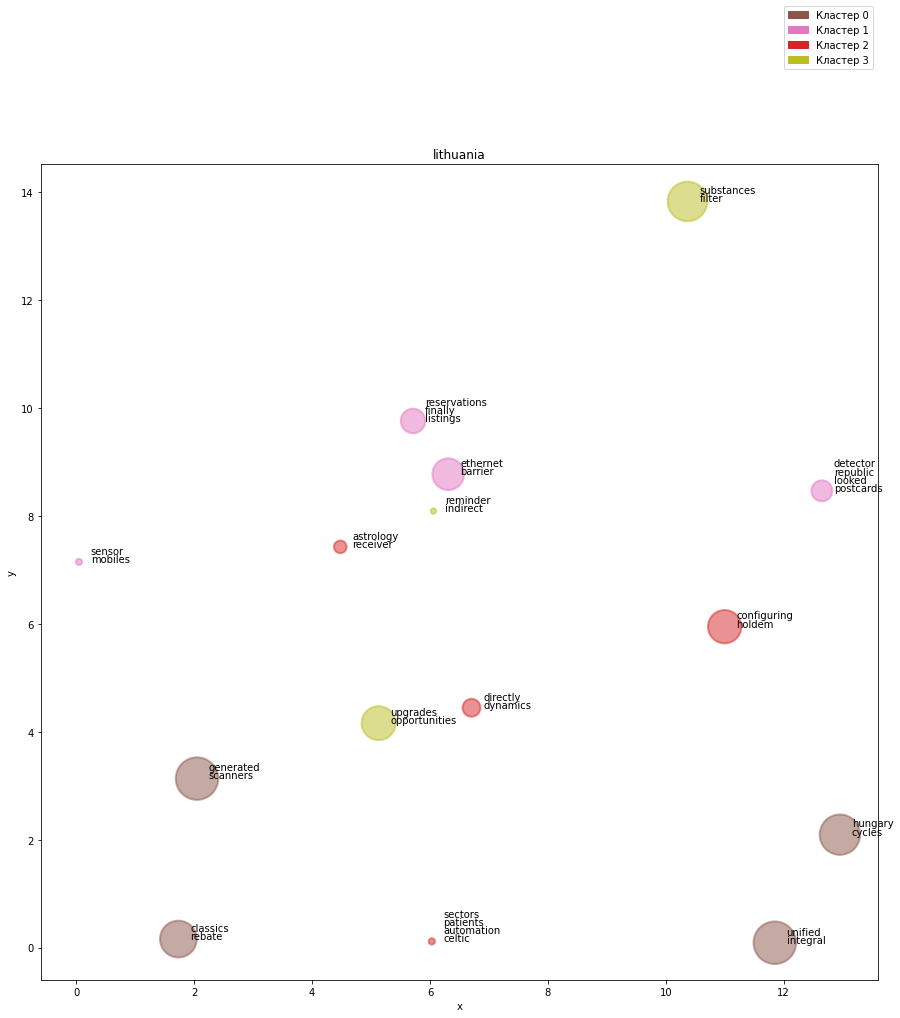 Кластер 0
Кластер 1
Кластер 2
Кластер 3
lithuania
14
12
10
8
6
4
2
0
y
substances
filter
reservations
finally
listings
ethernet
barrier
detector
republic
looked
postcards
reminder
indirect
astrology
receiver
sensor
mobiles
configuring
holdem
directly
dynamics
upgrades
opportunities
generated
scanners
hungary
cycles
classics
rebate
sectors
patients
automation
celtic
unified
integral
0
2
4
6
8
10
12
x